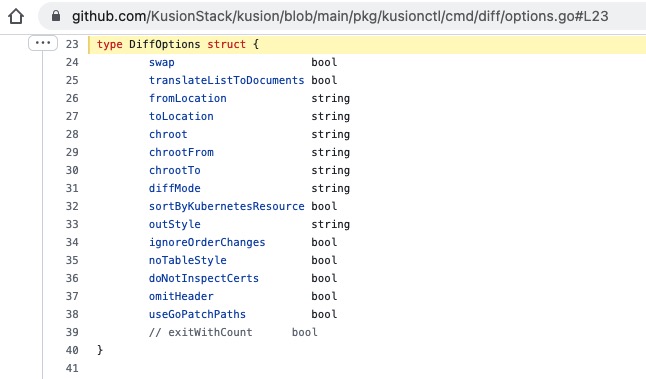 github.com/KusionStack/kusion/blob/main/pkg/kusionctl/cmd/diff/options.go#L23
... 23 type DiffOptions struct {
24 swap bool
25 translateListToDocuments bool
26 fromLocation string
27 toLocation string
28 chroot string
29 chrootFrom string
30 chrootTo string
31 diffMode string
32 sortByKubernetesResource bool
33 outStyle string
34 ignoreOrderChanges bool
35 noTableStyle bool
36 doNotInspectCerts bool
37 omitHeader bool
38 useGoPatchPaths bool
39 // exitWithCount bool
40 }
41